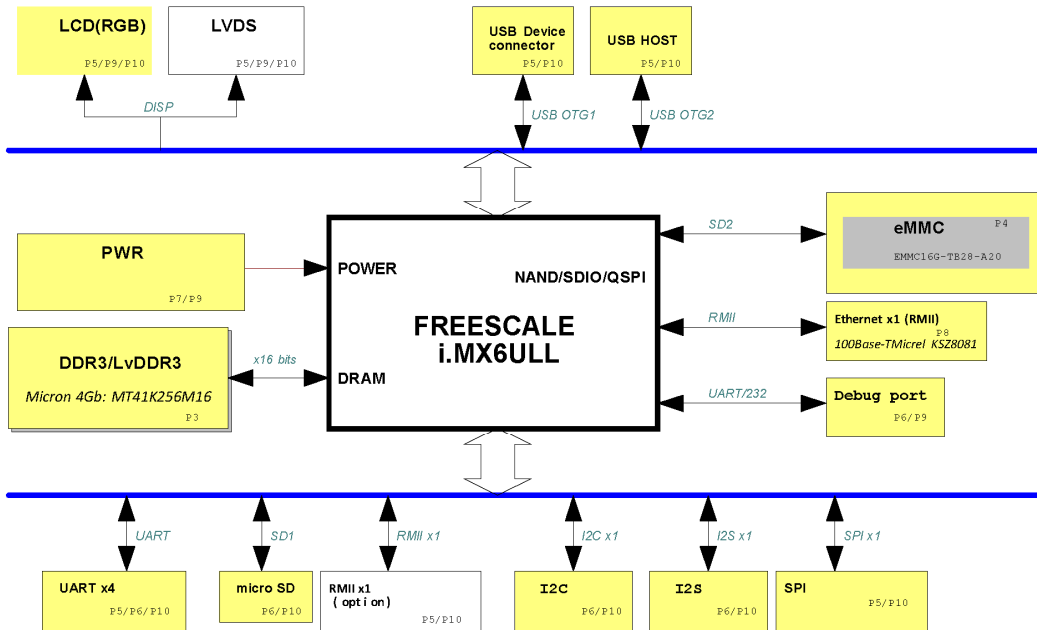 LCD(RGB)
P5/P9/P10
LVDS
P5/P9/P10
USB Device
connector
P5/P10
USB HOST
P5/P10
DISP
USB OTG1
USB OTG2
PWR
P7/P9
POWER
NAND/SDIO/QSPI
FREESCALE
i.MX6ULL
DRAM
SD2
eMMC
P4
EMMC16G-TB28-A20
RMII
Ethernet x1 (RMII)
P8
100Base-TMicrel KSZ8081
DDR3/LvDDR3
Micron 4Gb: MT41K256M16
P3
x16 bits
UART/232
Debug port
P6/P9
UART
SD1
RMII x1
I2C x1
I2S x1
SPI x1
UART x4
P5/P6/P10
micro SD
P6/P10
RMII x1
(option)
P5/P10
I2C
P6/P10
I2S
P6/P10
SPI
P5/P10